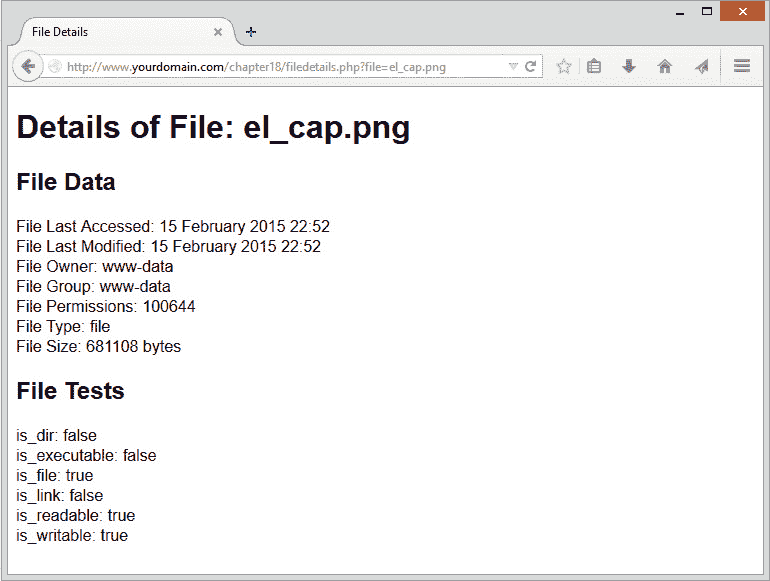 File Details
http://www.yourdomain.com/chapter18/filedetails.php?file=el_cap.png
Details of File: el_cap.png
File Data
File Last Accessed: 15 February 2015 22:52
File Last Modified: 15 February 2015 22:52
File Owner: www-data
File Group: www-data
File Permissions: 100644
File Type: file
File Size: 681108 bytes
File Tests
is_dir: false
is_executable: false
is_file: true
is_link: false
is_readable: true
is_writable: true